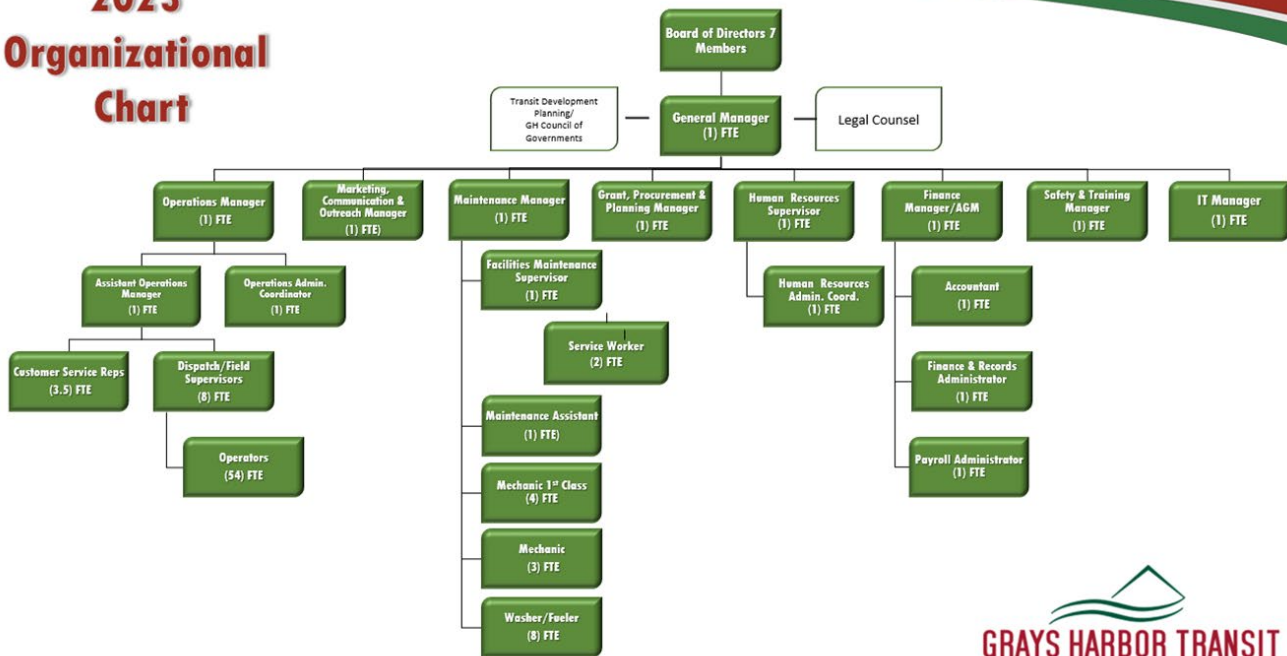 2023
Organizational
Chart
Board of Directors 7
Members
Transit Development
Planning/
GH Council of
Governments
General Manager
(1) FTE
Legal Counsel
Operations Manager
(1) FTE
Marketing,
Communication &
Outreach Manager
(1) FTE)
Maintenance Manager
(1) FTE
Grant, Procurement &
Planning Manager
(1) FTE
Human Resources
Supervisor
(1) FTE
Finance
Manager/AGM
(1) FTE
Safety & Training
Manager
(1) FTE
IT Manager
(1) FTE
Assistant Operations
Manager
(1) FTE
Operations Admin.
Coordinator
(1) FTE
Facilities Maintenance
Supervisor
(1) FTE
Human Resources
Admin. Coord.
(1) FTE
Accountant
(1) FTE
Customer Service Reps
(3.5) FTE
Dispatch/Field
Supervisors
(8) FTE
Service Worker
(2) FTE
Finance & Records
Administrator
(1) FTE
Operators
(54) FTE
Maintenance Assistant
(1) FTE)
Payroll Administrator
(1) FTE
Mechanic 1st Class
(4) FTE
Mechanic
(3) FTE
Washer/Fueler
(8) FTE
GRAYS HARBOR TRANSIT